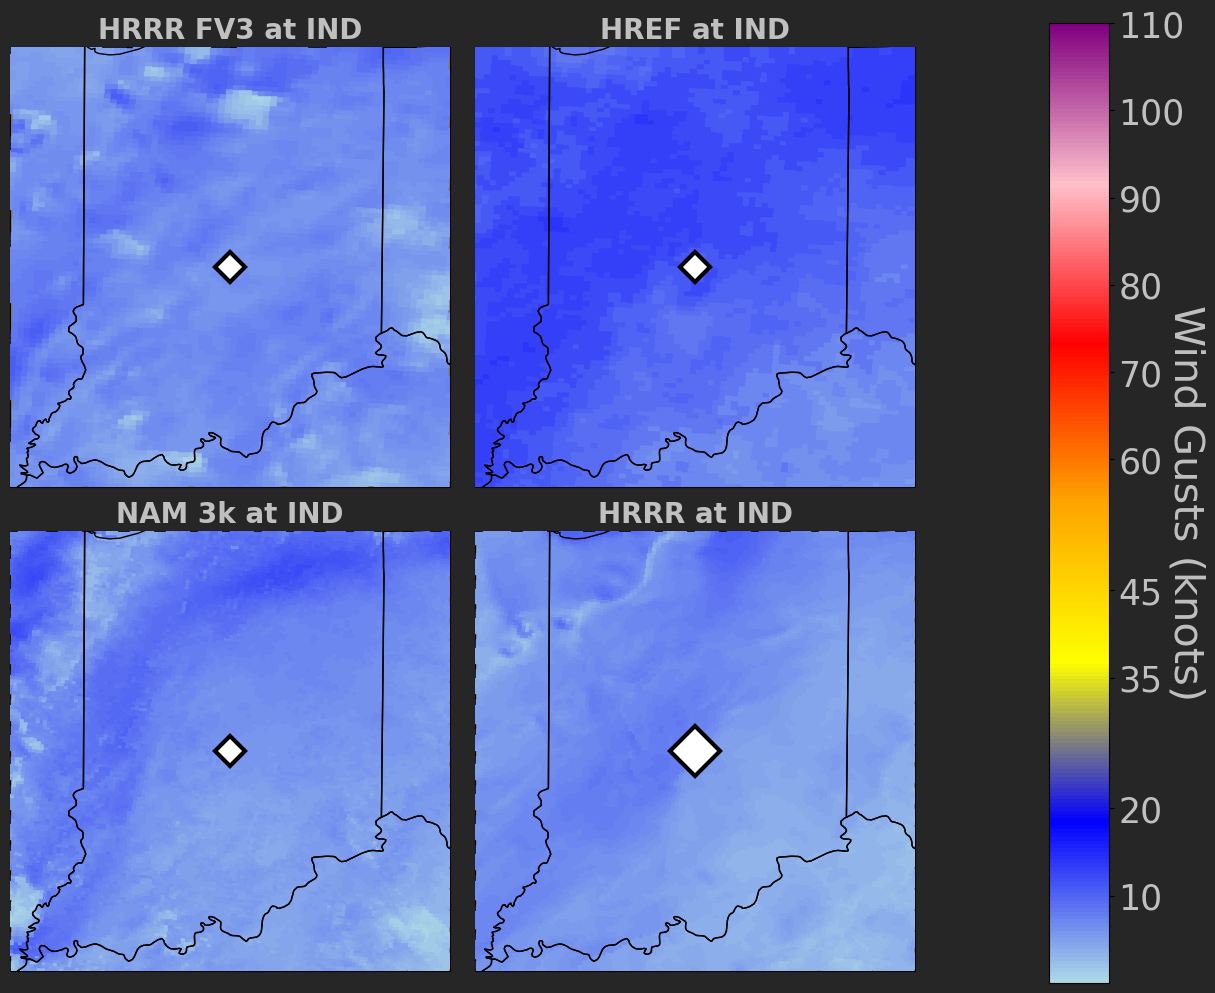 HRRR FV3 at IND
HREF at IND
NAM 3k at IND
HRRR at IND
110
100
90
80
70
60
45
35
20
10
Wind Gusts (knots)